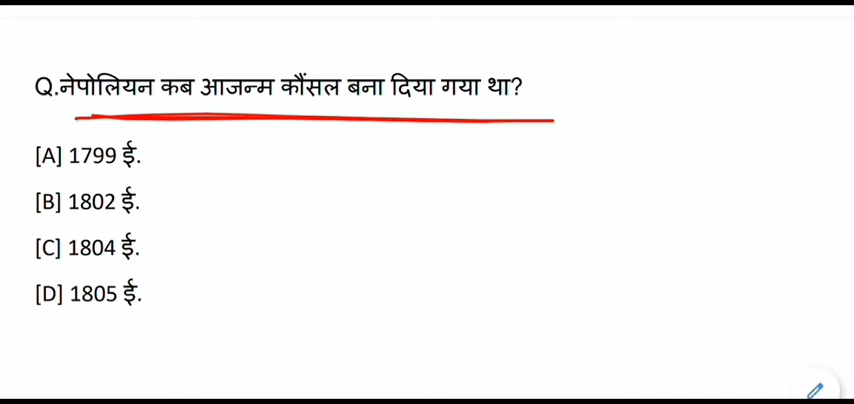 Q.नेपोलियन कब आजन्म कौंसल बना दिया गया था?
[A] 1799 ई.
[B] 1802 ई.
[C] 1804 ई.
[D] 1805 ई.